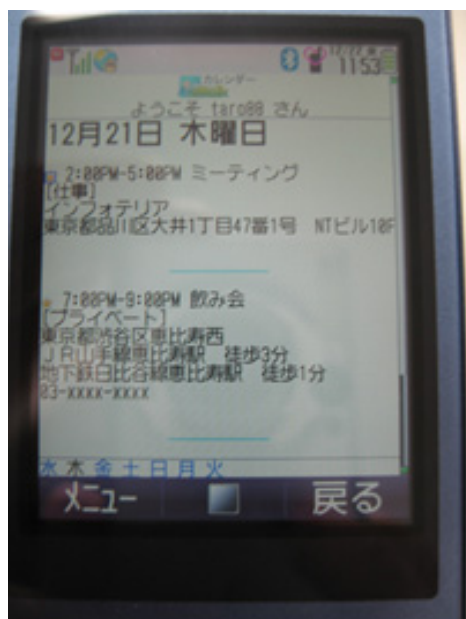 11:53
カレンダー
ようこそ taro88 さん
12月21日 木曜日
2:00PM-5:00PM ミーティング
[仕事]
インフォテリア
東京都品川区大井1丁目47番1号 NTビル10F
7:00PM-9:00PM 飲み会
[プライベート]
東京都渋谷区恵比寿西
JR山手線恵比寿駅 徒歩3分
地下鉄日比谷線恵比寿駅 徒歩1分
03-xxxx-xxxx
水 木 金 土 日 月 火
メニュー 戻る